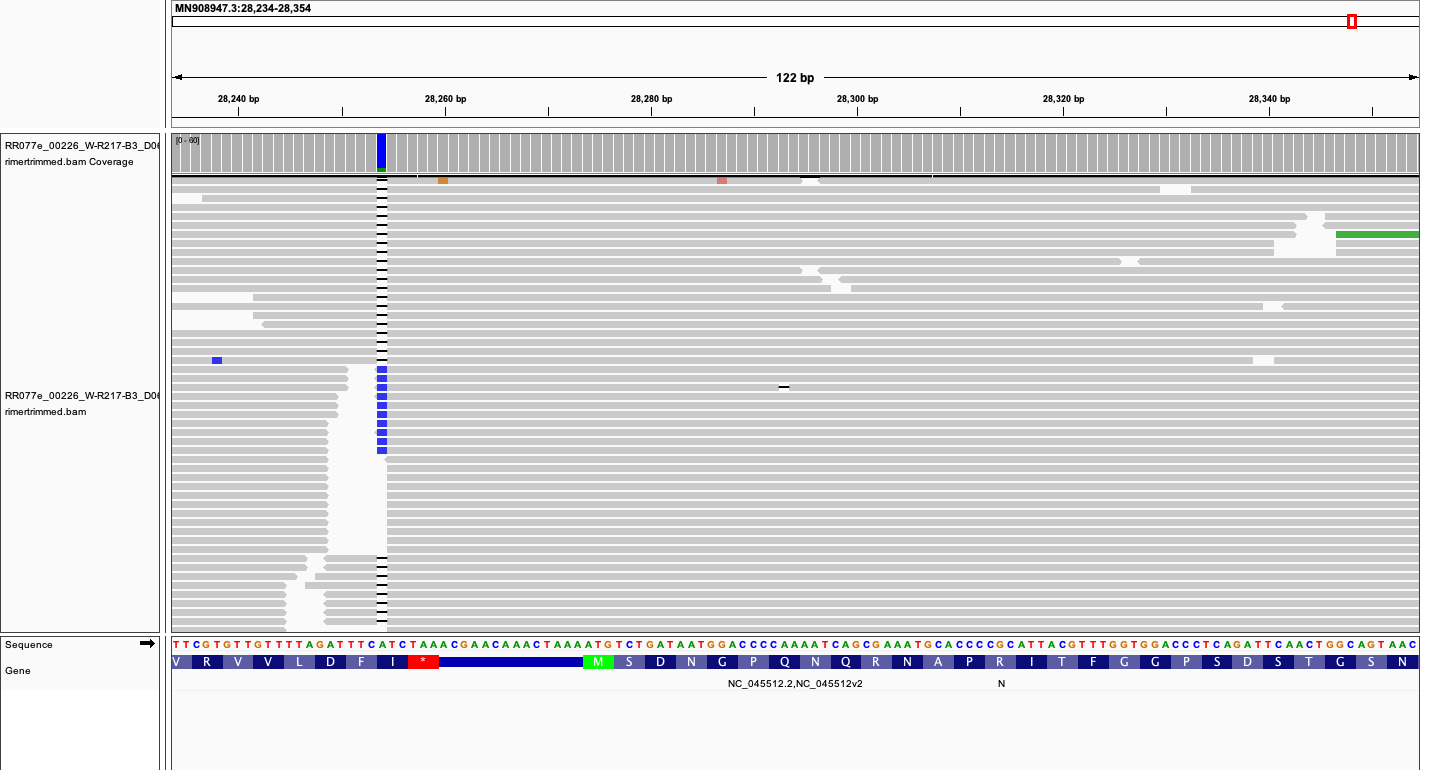 MN908947.3:28,234-28,354
122 bp
28,240 bp 28,260 bp 28,280 bp 28,300 bp 28,320 bp 28,340 bp
RR077e_00226_W-R217-B3_D06
rimertrimmed.bam Coverage
[0 - 60]
RR077e_00226_W-R217-B3_D06
rimertrimmed.bam
Sequence
TTCGTGTTGTTTTAGATTTCATCTAAACGAACAAACTAAAATGTCTGATAATGGACCCCAAAATCAGCGAAATGCACCCCGCATTACGTTTGGTGGACCCTCAGATTCAACTGGCAGTAAC
Gene
V R V V L D F I * M S D N G P Q N Q R N A P R I T F G G P S D S T G S N
NC_045512.2,NC_045512v2 N